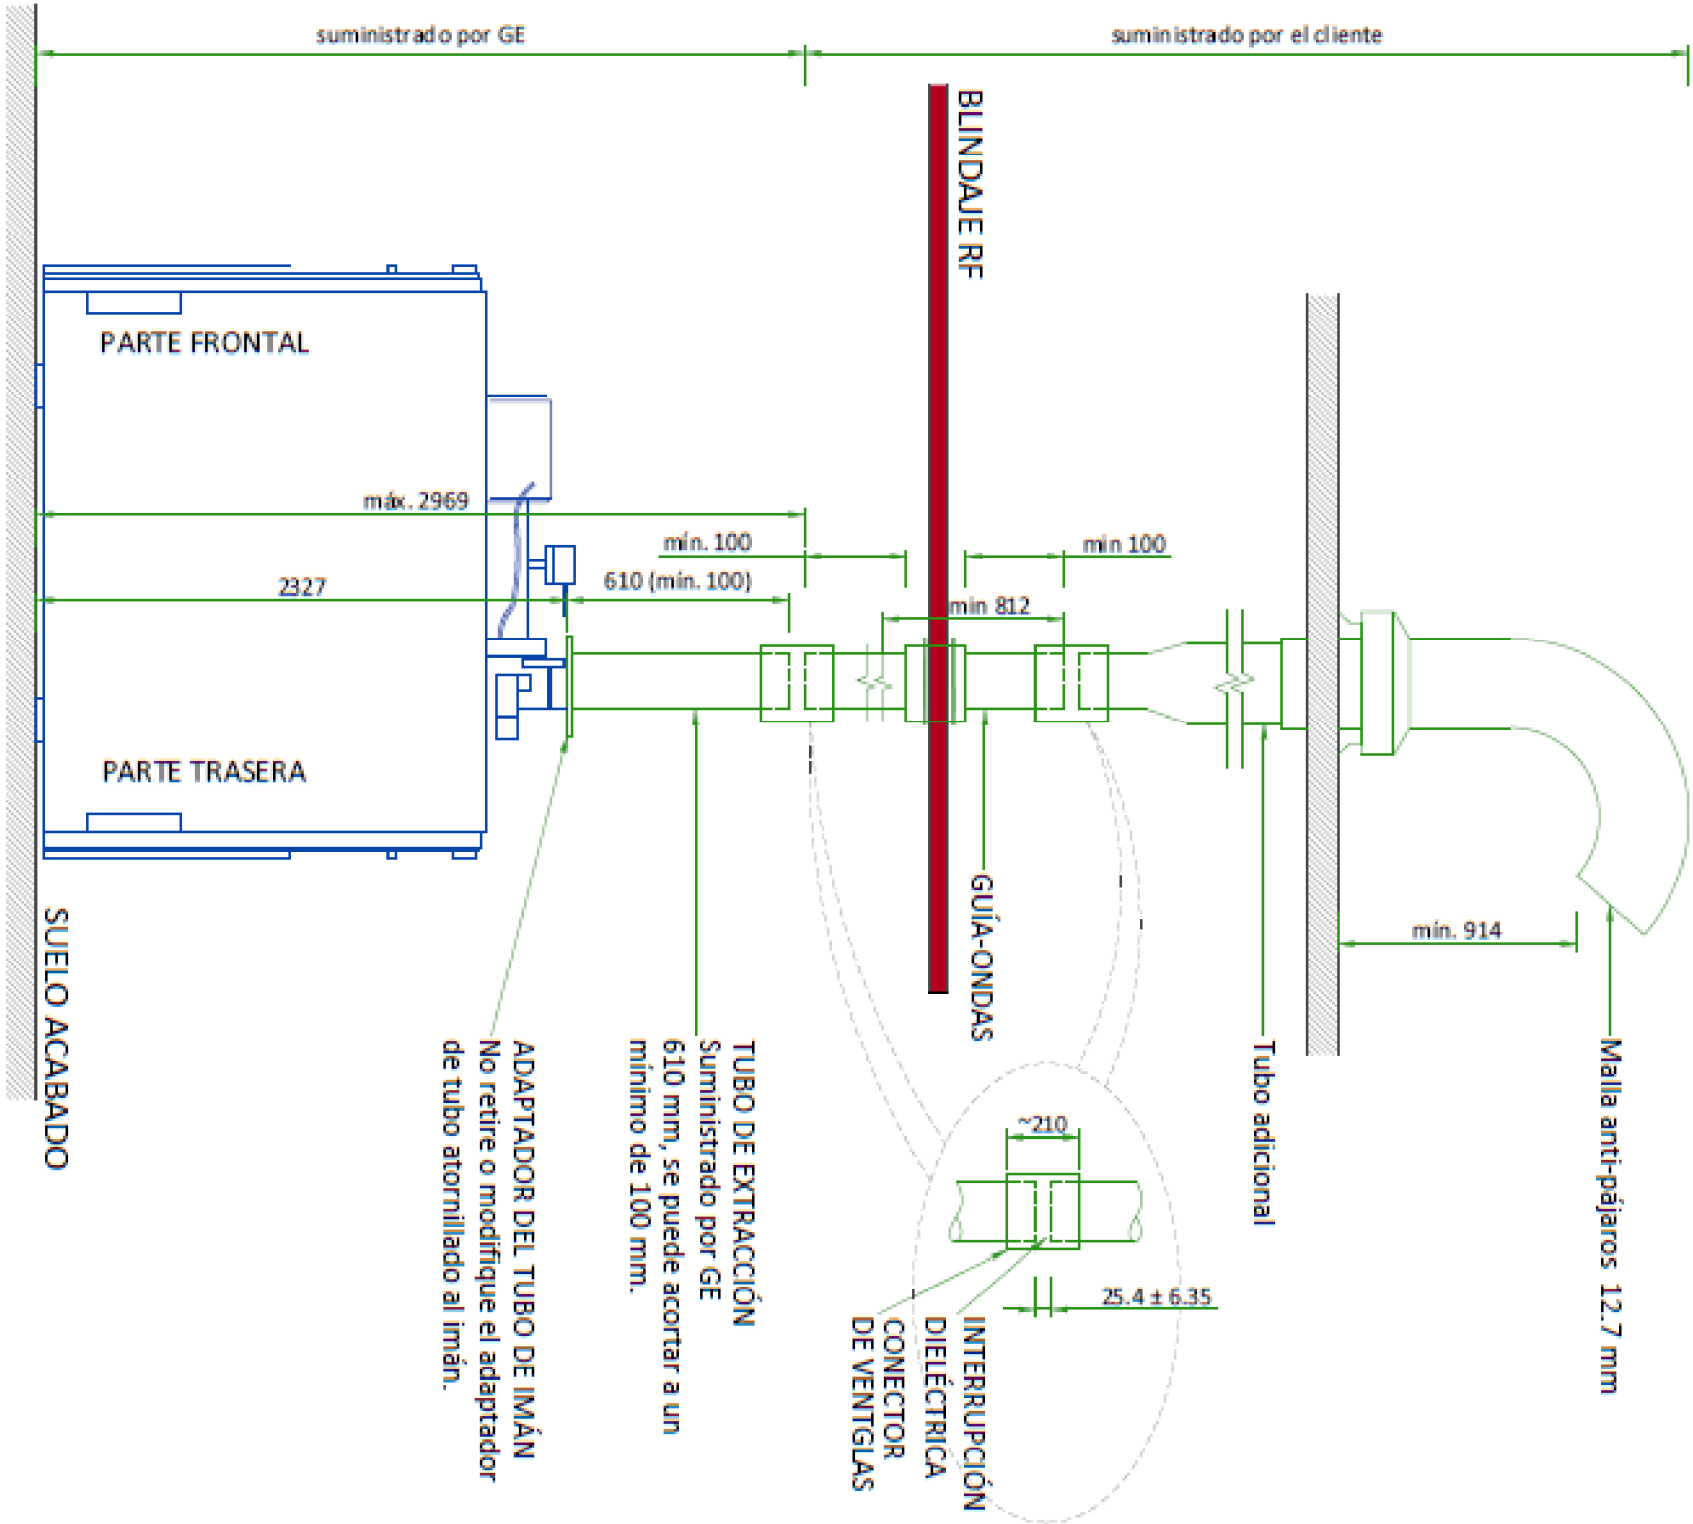 suministrado por GE
suministrado por el cliente
BLINDAJE RF
PARTE FRONTAL
máx. 2969
mín. 100
min 100
610 (mín. 100)
2327
min 812
PARTE TRASERA
mín. 914
SUELO ACABADO
ADAPTADOR DEL TUBO DE IMÁN
No retire o modifique el adaptador
de tubo atornillado al imán.
TUBO DE EXTRACCIÓN
Suministrado por GE
610 mm, se puede acortar a un
mínimo de 100 mm.
GUÍA-ONDAS
Tubo adicional
Malla anti-pájaros 12.7 mm
~210
25.4 ± 6.35
INTERRUPCIÓN
DIELÉCTRICA
CONECTOR
DE VENTGLAS